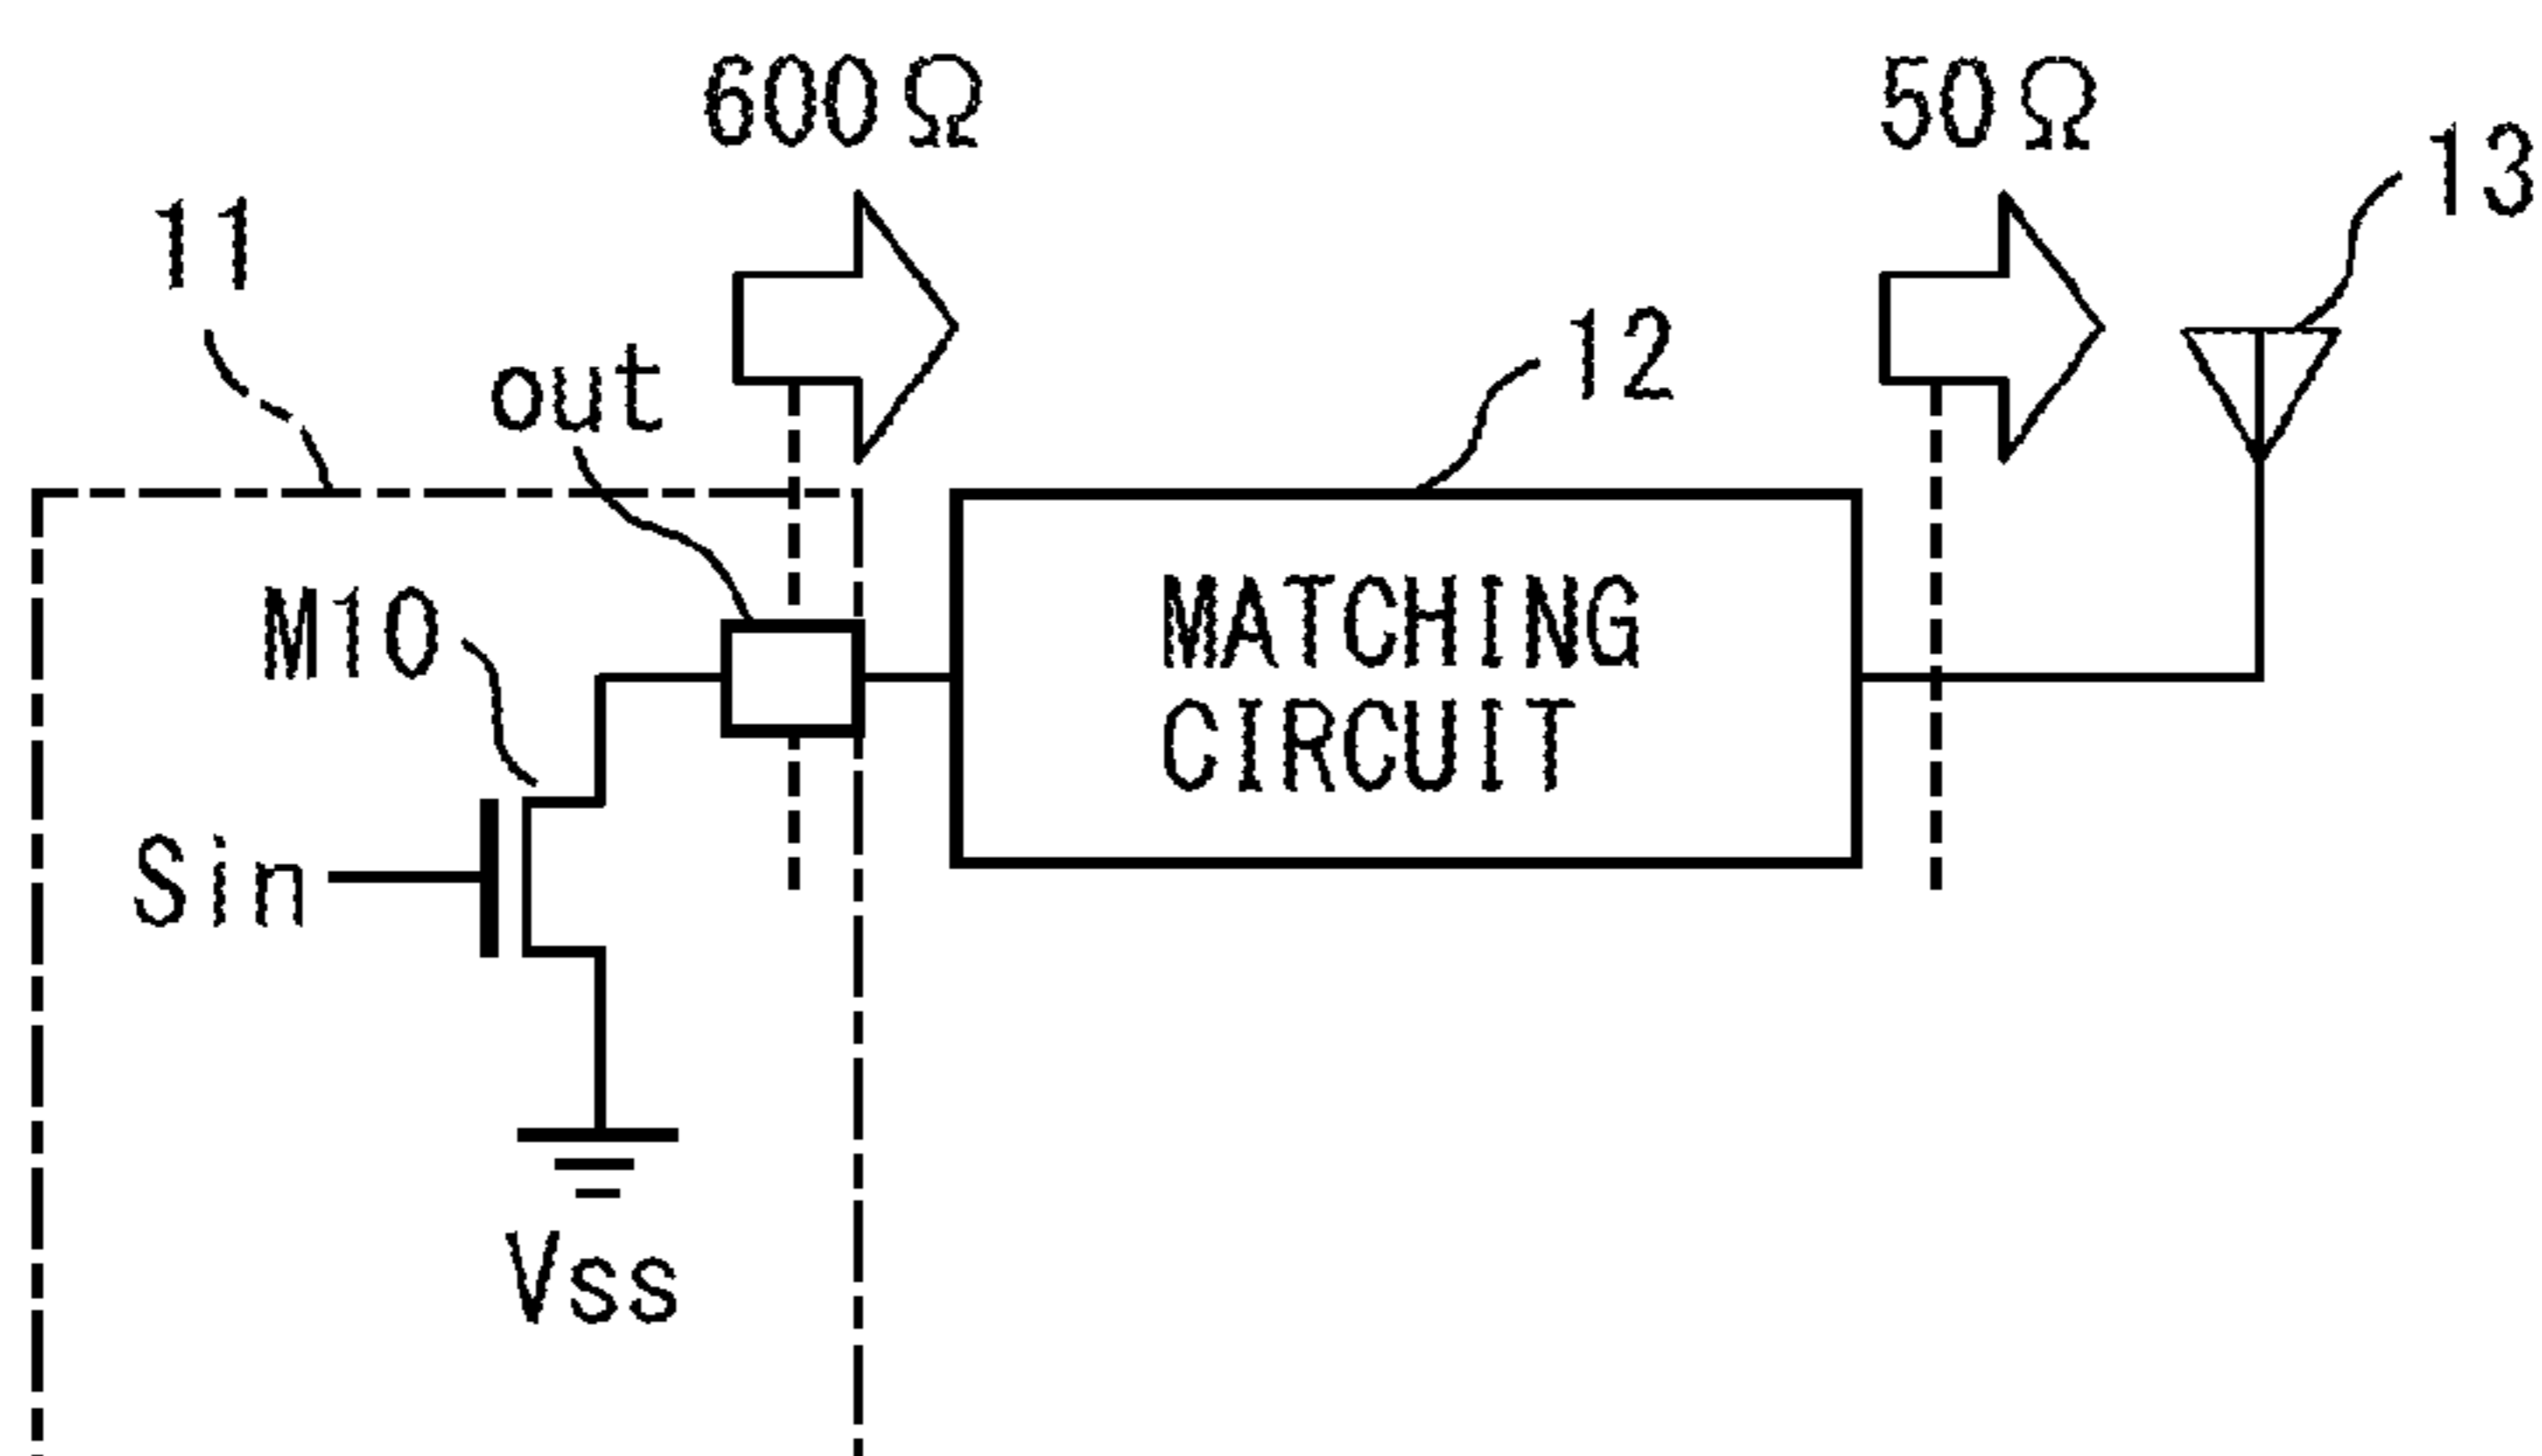 600Ω
50Ω
13
11
out
12
M10
MATCHING
CIRCUIT
Sin
Vss